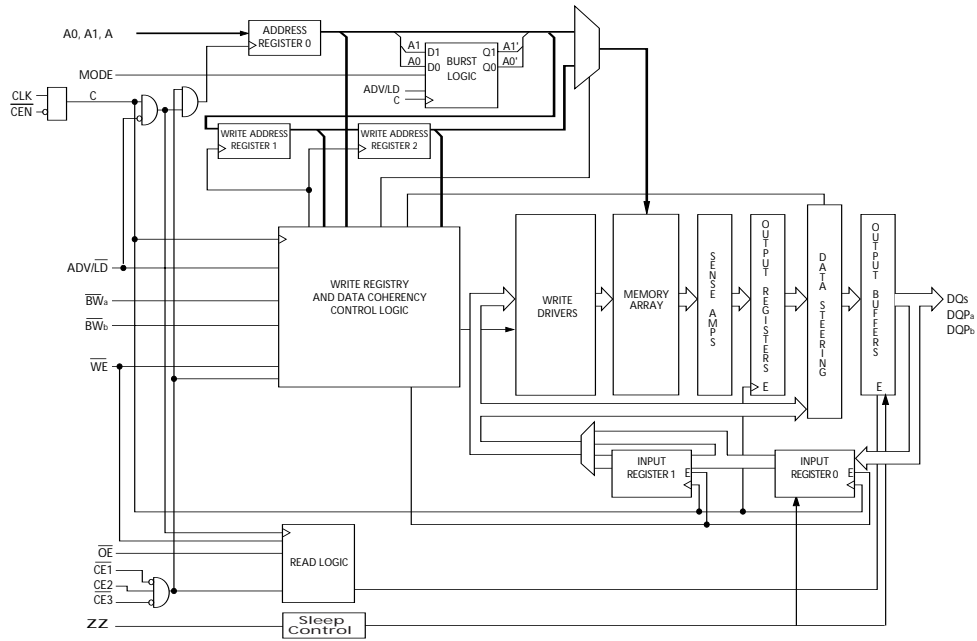 A0, A1, A
ADDRESS
REGISTER 0
A1
D1
Q1
A1'
A0
D0
BURST
LOGIC
Q0
A0'
MODE
ADV/LD
C
CLK
C
CEN
WRITE ADDRESS
REGISTER 1
WRITE ADDRESS
REGISTER 2
ADV/LD
BWa
BWb
WE
WRITE REGISTRY
AND DATA COHERENCY
CONTROL LOGIC
WRITE
DRIVERS
MEMORY
ARRAY
SENSE AMPS
OUTPUT REGISTERS
E
DATA STEERING
OUTPUT BUFFERS
E
DQs
DQPa
DQPb
INPUT
REGISTER 1
E
INPUT
REGISTER 0
E
OE
READ LOGIC
CE1
CE2
CE3
ZZ
Sleep
Control